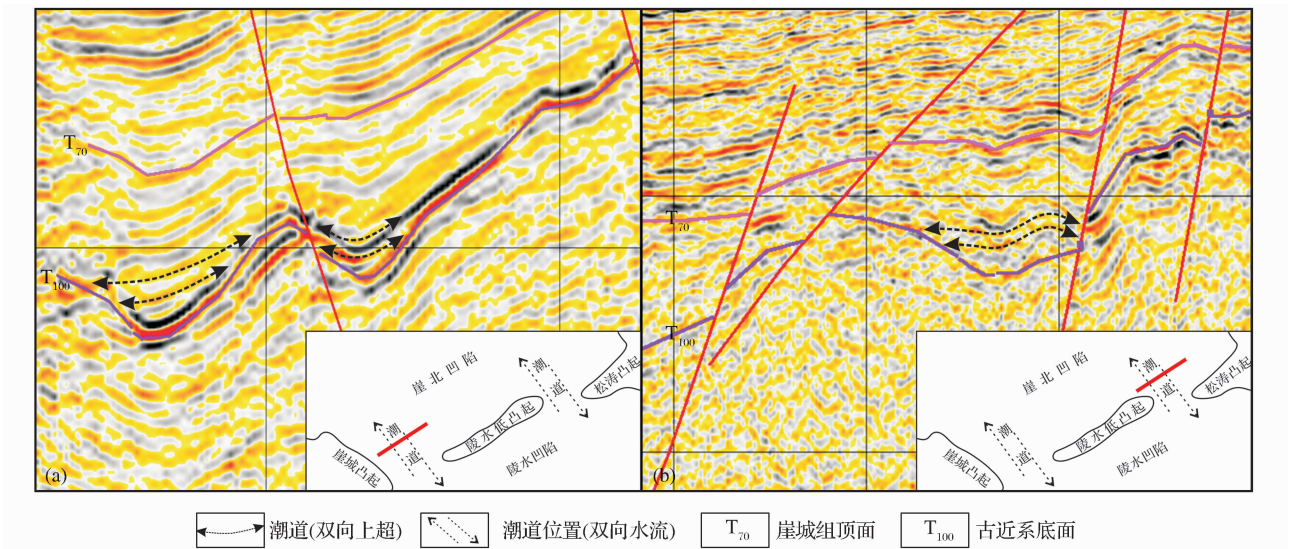 T70
T100
(a)
崖北凹陷
潮道
松涛凸起
陵水低凸起
潮道
崖城凸起
陵水凹陷
T70
T100
(b)
崖北凹陷
潮道
松涛凸起
陵水低凸起
潮道
崖城凸起
陵水凹陷
潮道(双向上超)
潮道位置(双向水流)
T70 崖城组顶面
T100 古近系底面